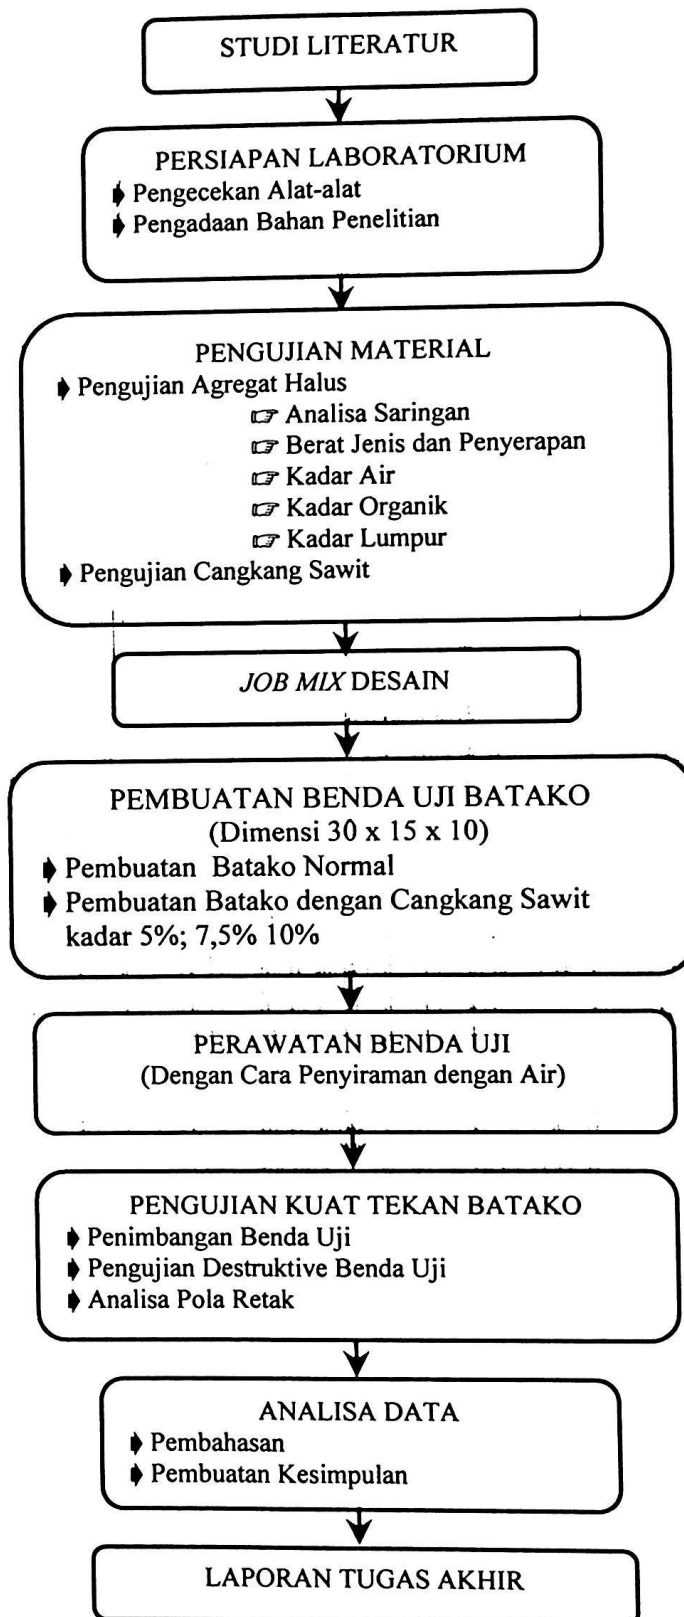 STUDI LITERATUR
PERSIAPAN LABORATORIUM
Pengecekan Alat-alat
Pengadaan Bahan Penelitian
PENGUJIAN MATERIAL
Pengujian Agregat Halus
Analisa Saringan
Berat Jenis dan Penyerapan
Kadar Air
Kadar Organik
Kadar Lumpur
Pengujian Cangkang Sawit
JOB MIX DESAIN
PEMBUATAN BENDA UJI BATAKO
(Dimensi 30 x 15 x 10)
Pembuatan Batako Normal
Pembuatan Batako dengan Cangkang Sawit
kadar 5%; 7,5% 10%
PERAWATAN BENDA UJI
(Dengan Cara Penyiraman dengan Air)
PENGUJIAN KUAT TEKAN BATAKO
Penimbangan Benda Uji
Pengujian Destruktive Benda Uji
Analisa Pola Retak
ANALISA DATA
Pembahasan
Pembuatan Kesimpulan
LAPORAN TUGAS AKHIR